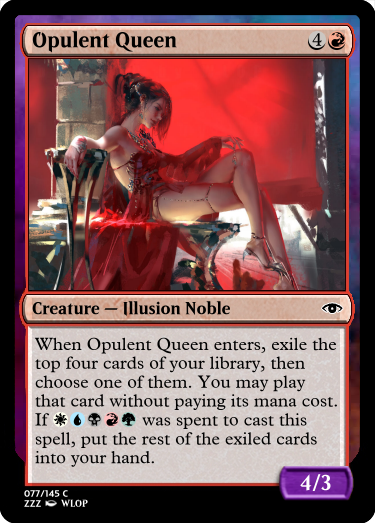 Opulent Queen 4
Creature — Illusion Noble
When Opulent Queen enters, exile the
top four cards of your library, then
choose one of them. You may play
that card without paying its mana cost.
If was spent to cast this
spell, put the rest of the exiled cards
into your hand.
4/3
077/145 C
ZZZ WLOP